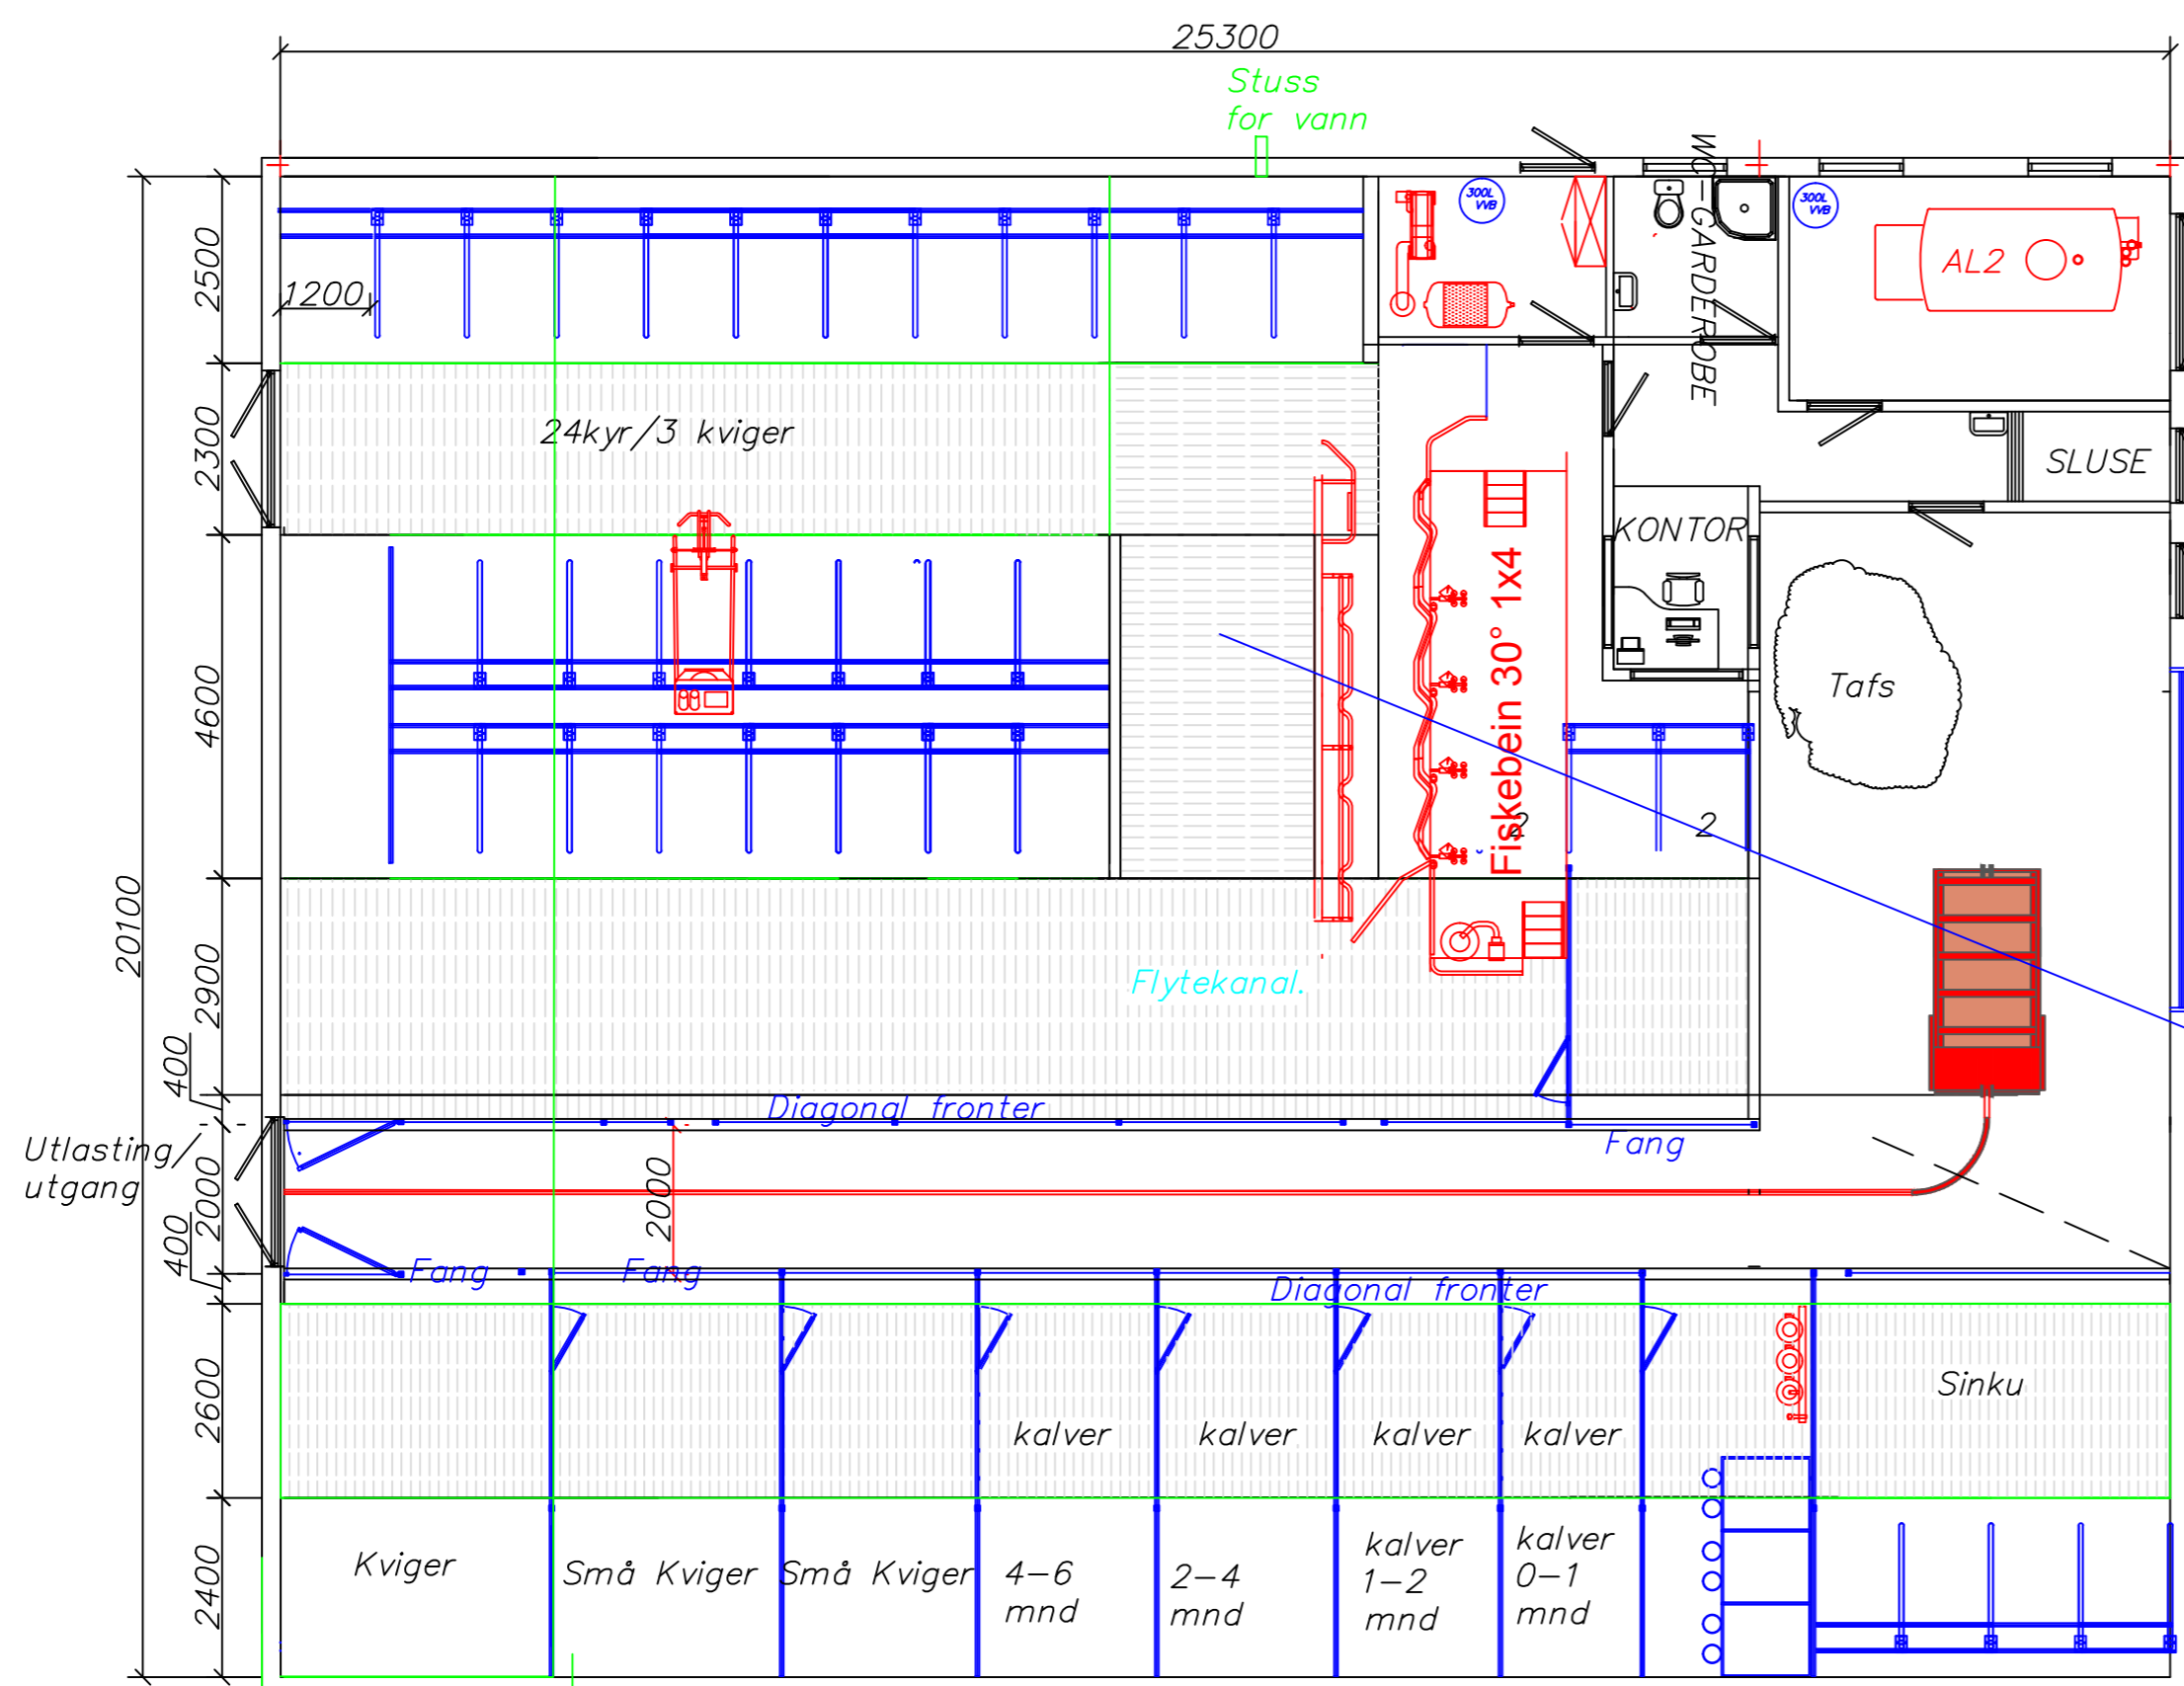 25300
Stuss
for vann
300L
VVB
WC-GARDEROBE
300L
VVB
AL2
2500
1200
2300
24kyr/3 kviger
SLUSE
KONTOR
Fiskebein 30° 1x4
4600
Tafs
2
2
20100
2900
Flytekanal.
400
Diagonal fronter
Fang
Utlasting/
utgang
2000
2000
400
Fang
Fang
Diagonal fronter
2600
Sinku
kalver
kalver
kalver
kalver
2400
Kviger
Små Kviger
Små Kviger
4-6
mnd
2-4
mnd
kalver
1-2
mnd
kalver
0-1
mnd